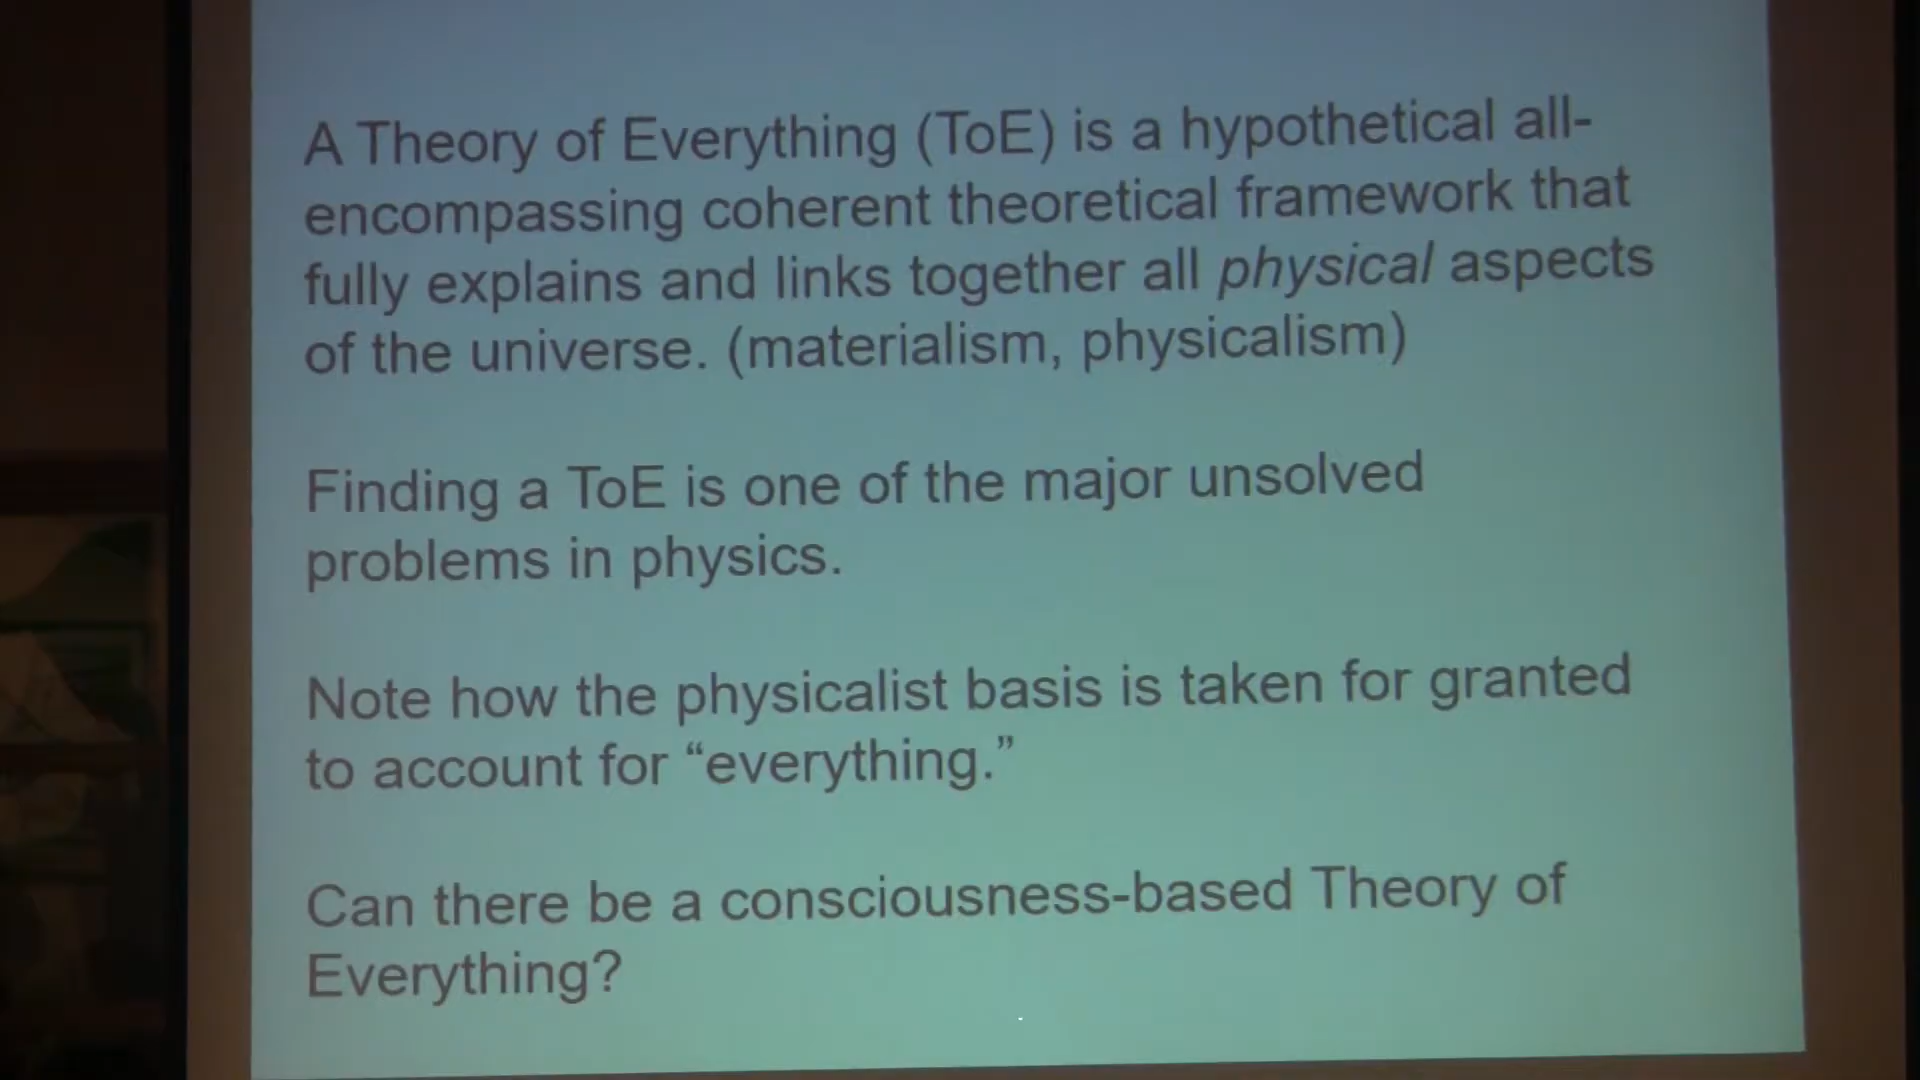 A Theory of Everything (ToE) is a hypothetical all-
encompassing coherent theoretical framework that
fully explains and links together all physical aspects
of the universe. (materialism, physicalism)
Finding a ToE is one of the major unsolved
problems in physics.
Note how the physicalist basis is taken for granted
to account for “everything.”
Can there be a consciousness-based Theory of
Everything?